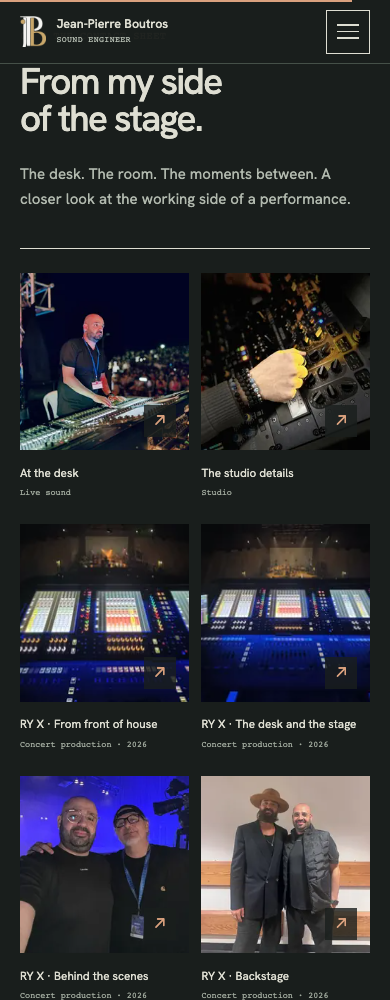 Jean-Pierre Boutros
SOUND ENGINEER
From my side
of the stage.
The desk. The room. The moments between. A
closer look at the working side of a performance.
At the desk
Live sound
The studio details
Studio
RY X · From front of house
Concert production · 2026
RY X · The desk and the stage
Concert production · 2026
RY X · Behind the scenes
Concert production · 2026
RY X · Backstage
Concert production · 2026